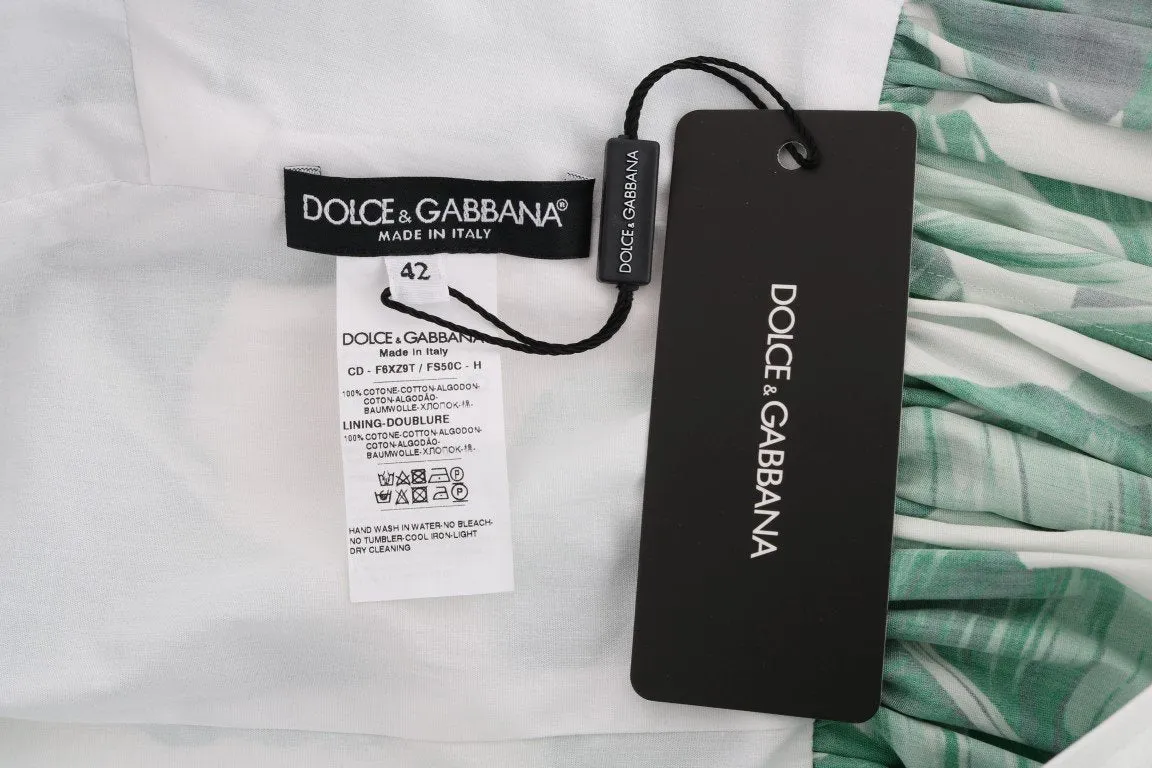 DOLCE & GABBANA®
MADE IN ITALY
42
DOLCE & GABBANA
Made in Italy
CD - F6XZ9T / FS50C - H
100% COTONE-COTTON-ALGODON-
COTON-ALGODÃO-
BAUMWOLLE-ХЛОПОК-棉-
LINING-DOUBLURE
100% COTONE-COTTON-ALGODON-
COTON-ALGODÃO-
BAUMWOLLE-ХЛОПОК-棉-
HAND WASH IN WATER-NO BLEACH-
NO TUMBLER-COOL IRON-LIGHT
DRY CLEANING
DOLCE & GABBANA
DOLCE & GABBANA